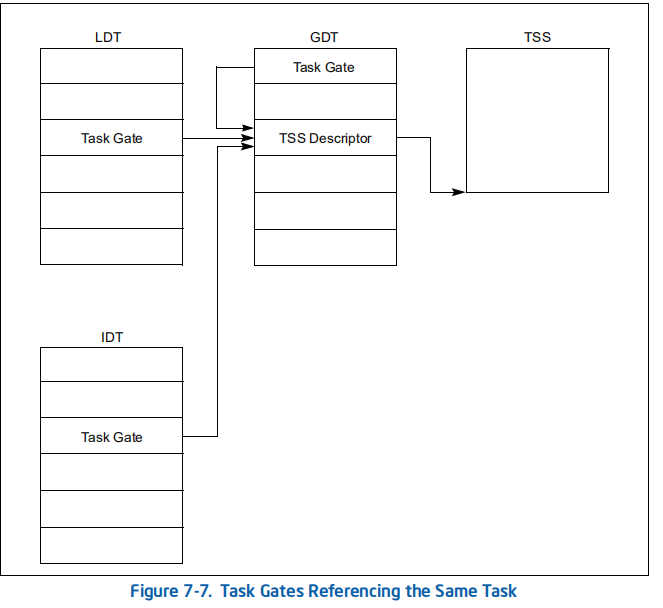 LDT
GDT
TSS
Task Gate
Task Gate
TSS Descriptor
IDT
Task Gate
Figure 7-7. Task Gates Referencing the Same Task